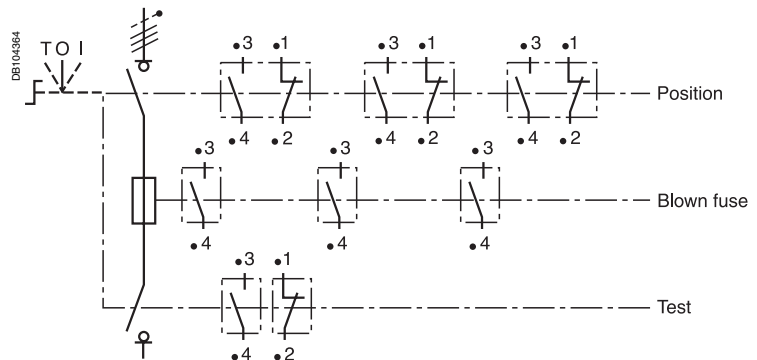 DB104364
T O I
•3 •1 •3 •1 •3 •1
Position
•4 •2 •4 •2 •4 •2
•3 •3 •3
Blown fuse
•4 •4 •4
•3 •1
Test
•4 •2